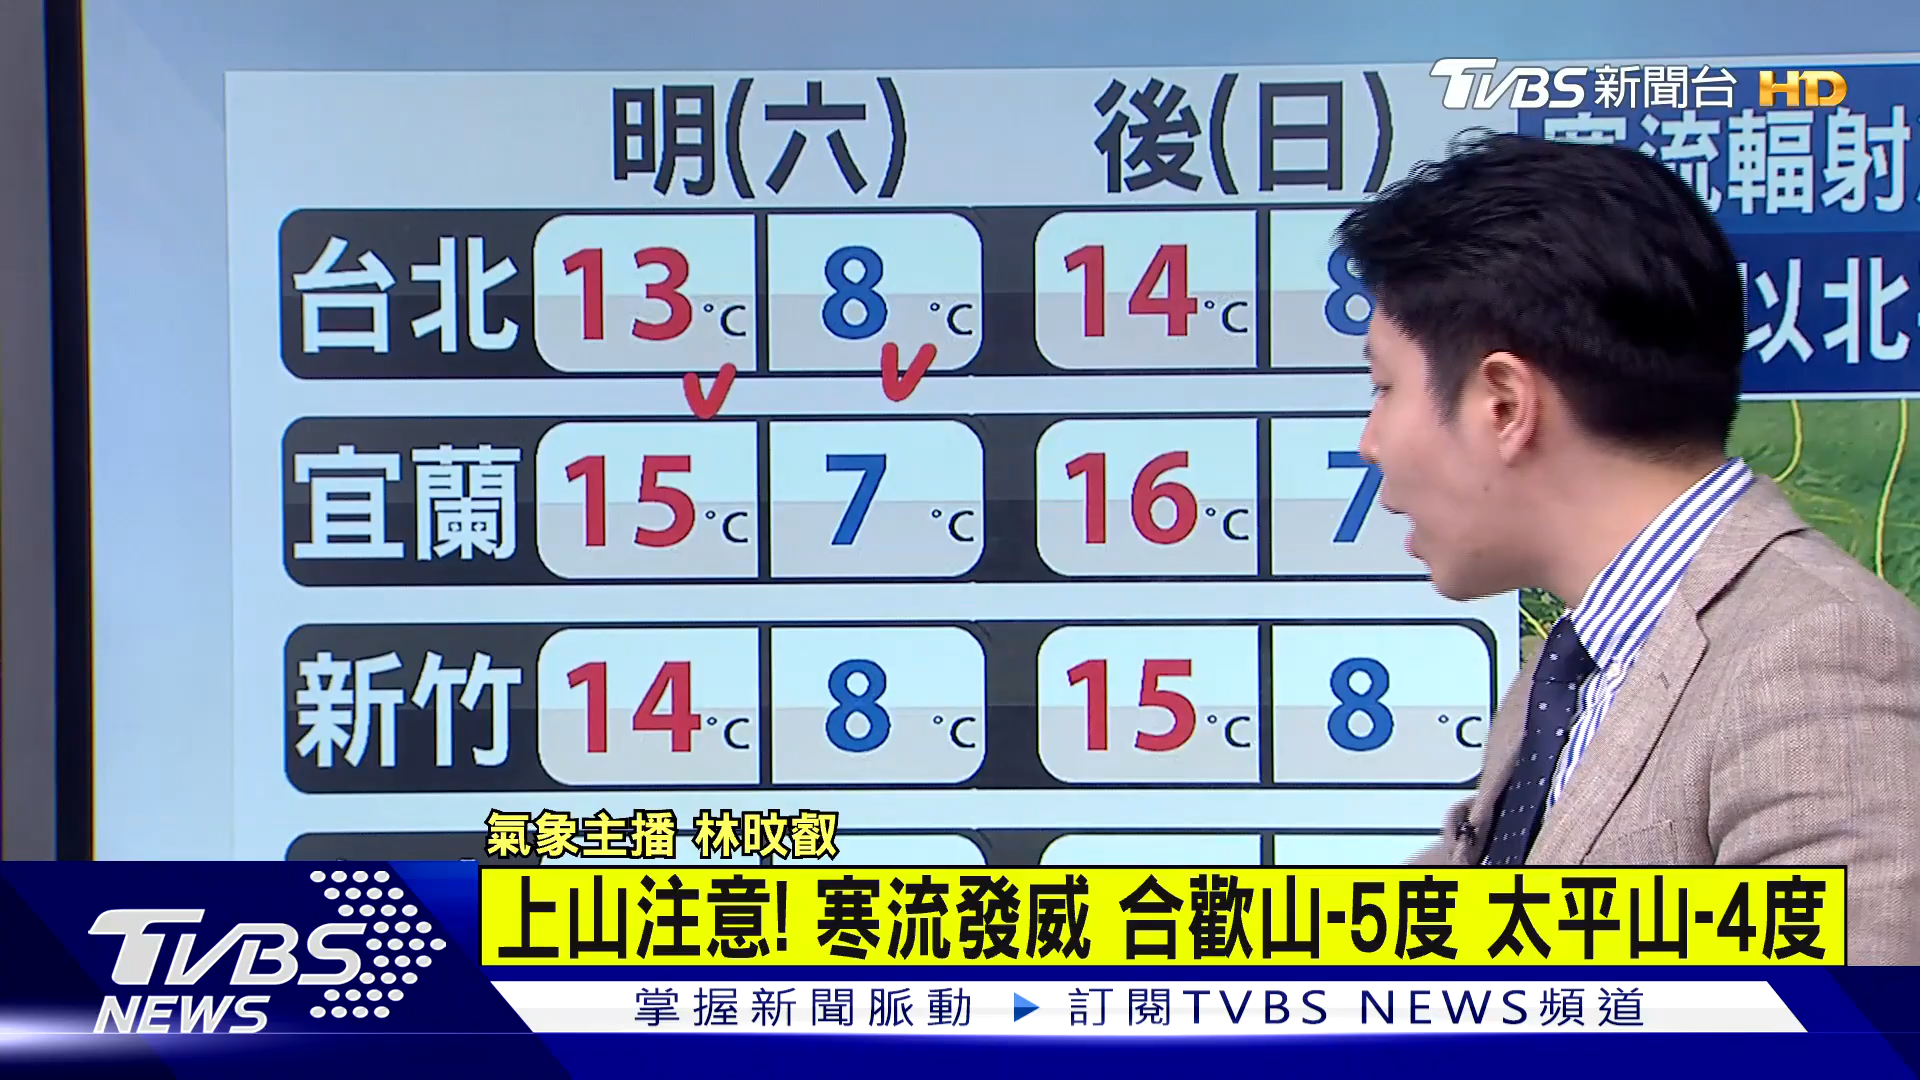 明(六) 後(日)
TVBS新聞台 HD
流輻射
以北
台北 13°C 8°C 14°C 8
宜蘭 15°C 7°C 16°C 7
新竹 14°C 8°C 15°C 8°C
氣象主播 林旼叡
上山注意! 寒流發威 合歡山-5度 太平山-4度
TVBS NEWS
掌握新聞脈動 ▶ 訂閱TVBS NEWS頻道